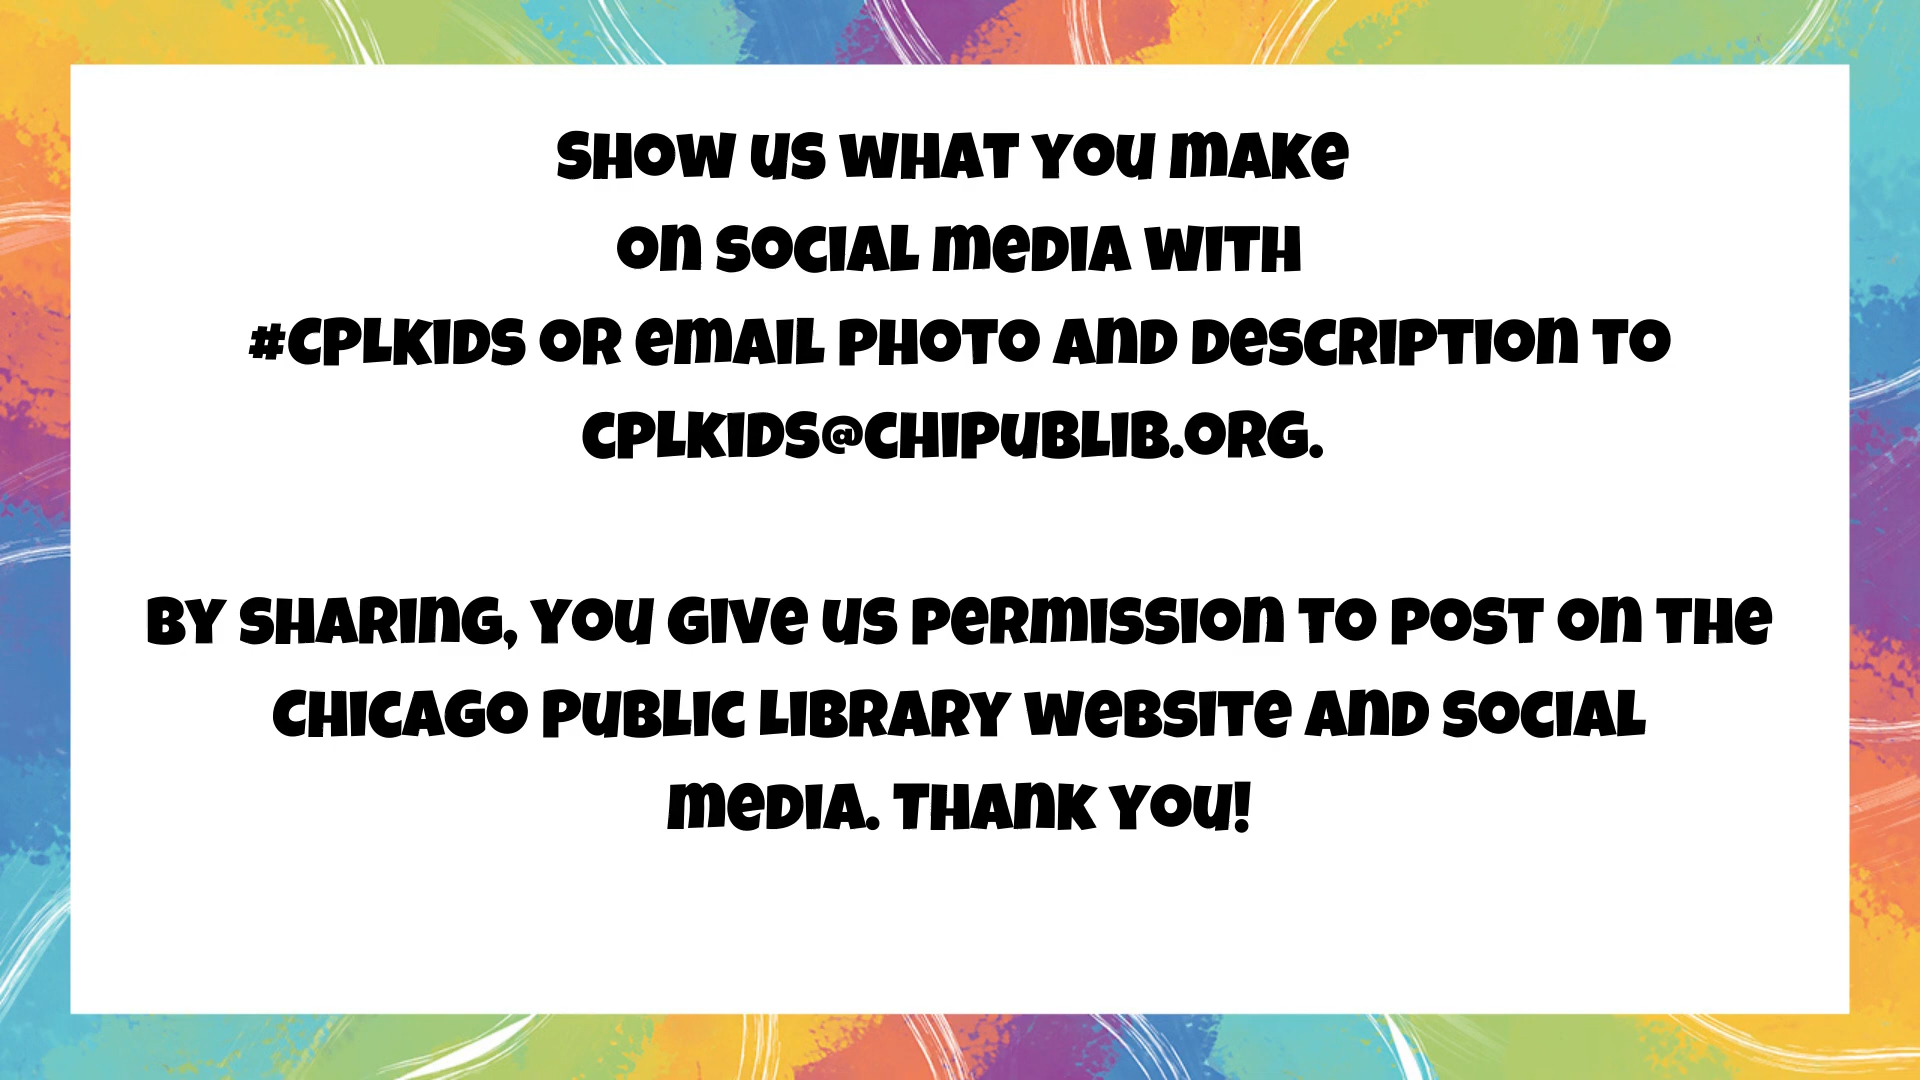 Show us what you make
on social media with
#CPLKids or email photo and description to
cplkids@chipublib.org.
By sharing, you give us permission to post on the
Chicago Public Library website and social
media. Thank you!